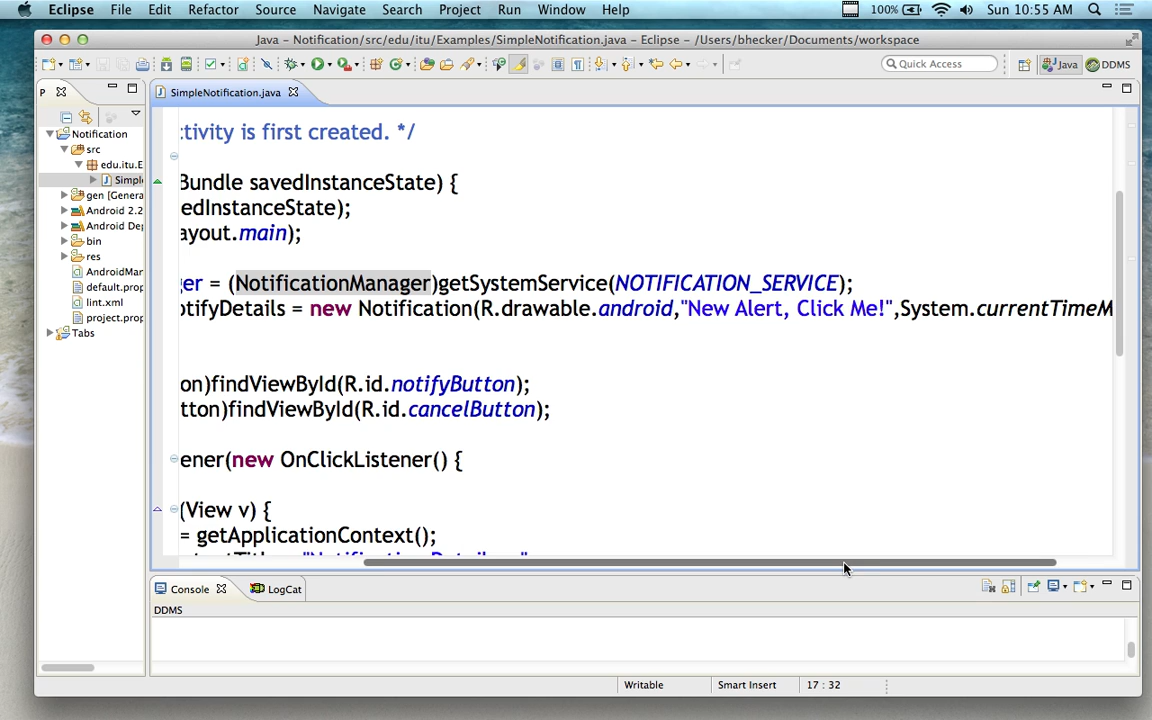 Eclipse File Edit Refactor Source Navigate Search Project Run Window Help 100% Sun 10:55 AM
Java – Notification/src/edu/itu/Examples/SimpleNotification.java – Eclipse – /Users/bhecker/Documents/workspace
Quick Access Java DDMS
P SimpleNotification.java
Notification
src
edu.itu.E
Simple
gen [Genera
Android 2.2
Android Dep
bin
res
AndroidMan
default.prop
lint.xml
project.prop
Tabs
:tivity is first created. */
Bundle savedInstanceState) {
edInstanceState);
ayout.main);
ger = (NotificationManager)getSystemService(NOTIFICATION_SERVICE);
otifyDetails = new Notification(R.drawable.android,"New Alert, Click Me!",System.currentTimeM
on)findViewById(R.id.notifyButton);
tton)findViewById(R.id.cancelButton);
ener(new OnClickListener() {
(View v) {
= getApplicationContext();
Console LogCat
DDMS
Writable Smart Insert 17 : 32